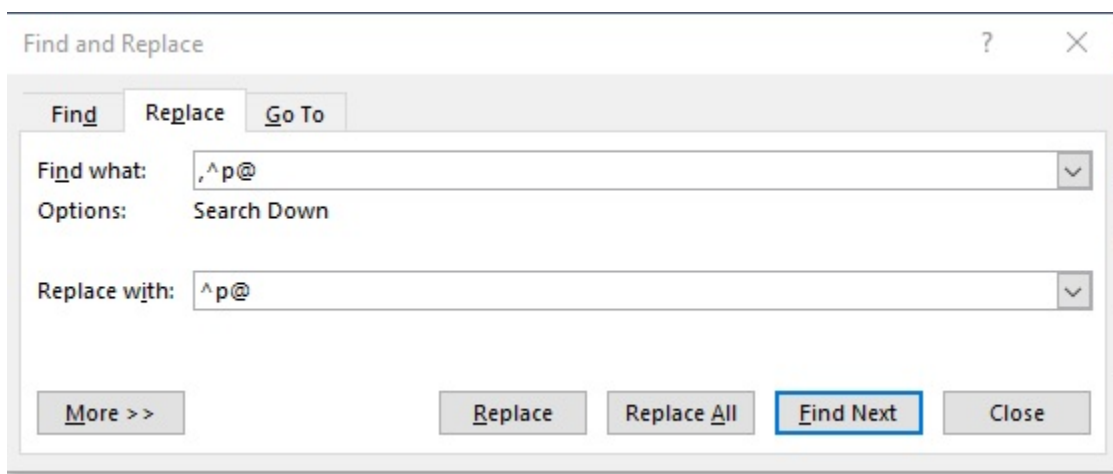 Find and Replace ? ×
Find Replace Go To
Find what: ,^p@
Options: Search Down
Replace with: ^p@
More >> Replace Replace All Find Next Close